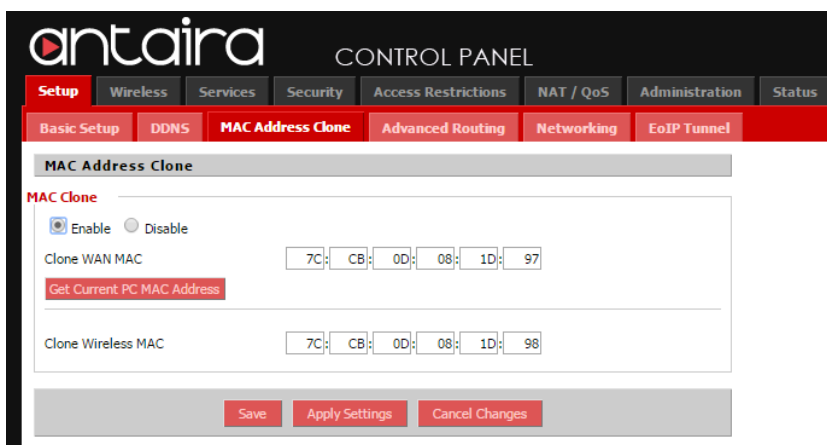 antaira CONTROL PANEL
Setup Wireless Services Security Access Restrictions NAT / QoS Administration Status
Basic Setup DDNS MAC Address Clone Advanced Routing Networking EoIP Tunnel
MAC Address Clone
MAC Clone
Enable Disable
Clone WAN MAC 7C: CB: 0D: 08: 1D: 97
Get Current PC MAC Address
Clone Wireless MAC 7C: CB: 0D: 08: 1D: 98
Save Apply Settings Cancel Changes